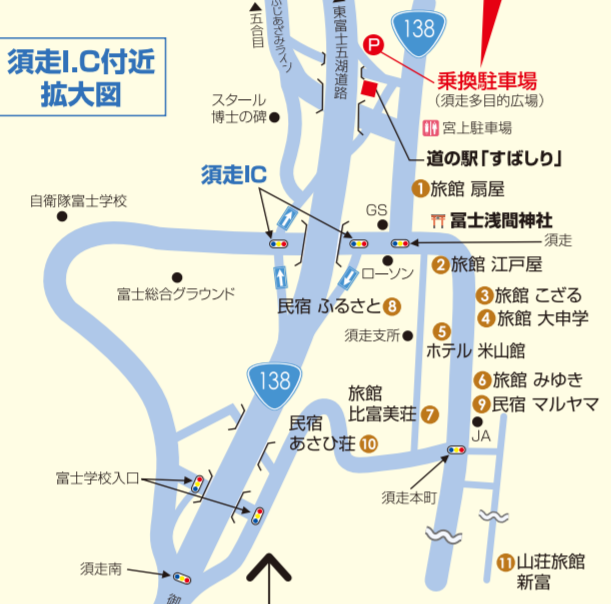 須走I.C付近
拡大図
▲五合目
ふじあざみライン
東富士五湖道路
138
P
乗換駐車場
(須走多目的広場)
スタール
博士の碑
宮上駐車場
道の駅「すばしり」
須走IC
1 旅館 扇屋
自衛隊富士学校
GS
冨士浅間神社
須走
ローソン
2 旅館 江戸屋
富士総合グラウンド
3 旅館 こざる
民宿 ふるさと 8
4 旅館 大申学
須走支所
5
ホテル 米山館
138
6 旅館 みゆき
旅館
比富美荘 7
9 民宿 マルヤマ
民宿
あさひ荘 10
JA
富士学校入口
須走本町
須走南
11 山荘旅館
新富
御